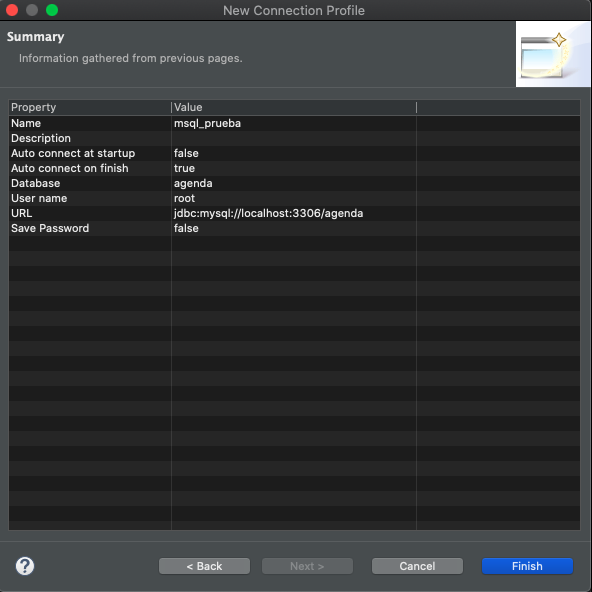 New Connection Profile
Summary
Information gathered from previous pages.
Property Value
Name msql_prueba
Description
Auto connect at startup false
Auto connect on finish true
Database agenda
User name root
URL jdbc:mysql://localhost:3306/agenda
Save Password false
? < Back Next > Cancel Finish